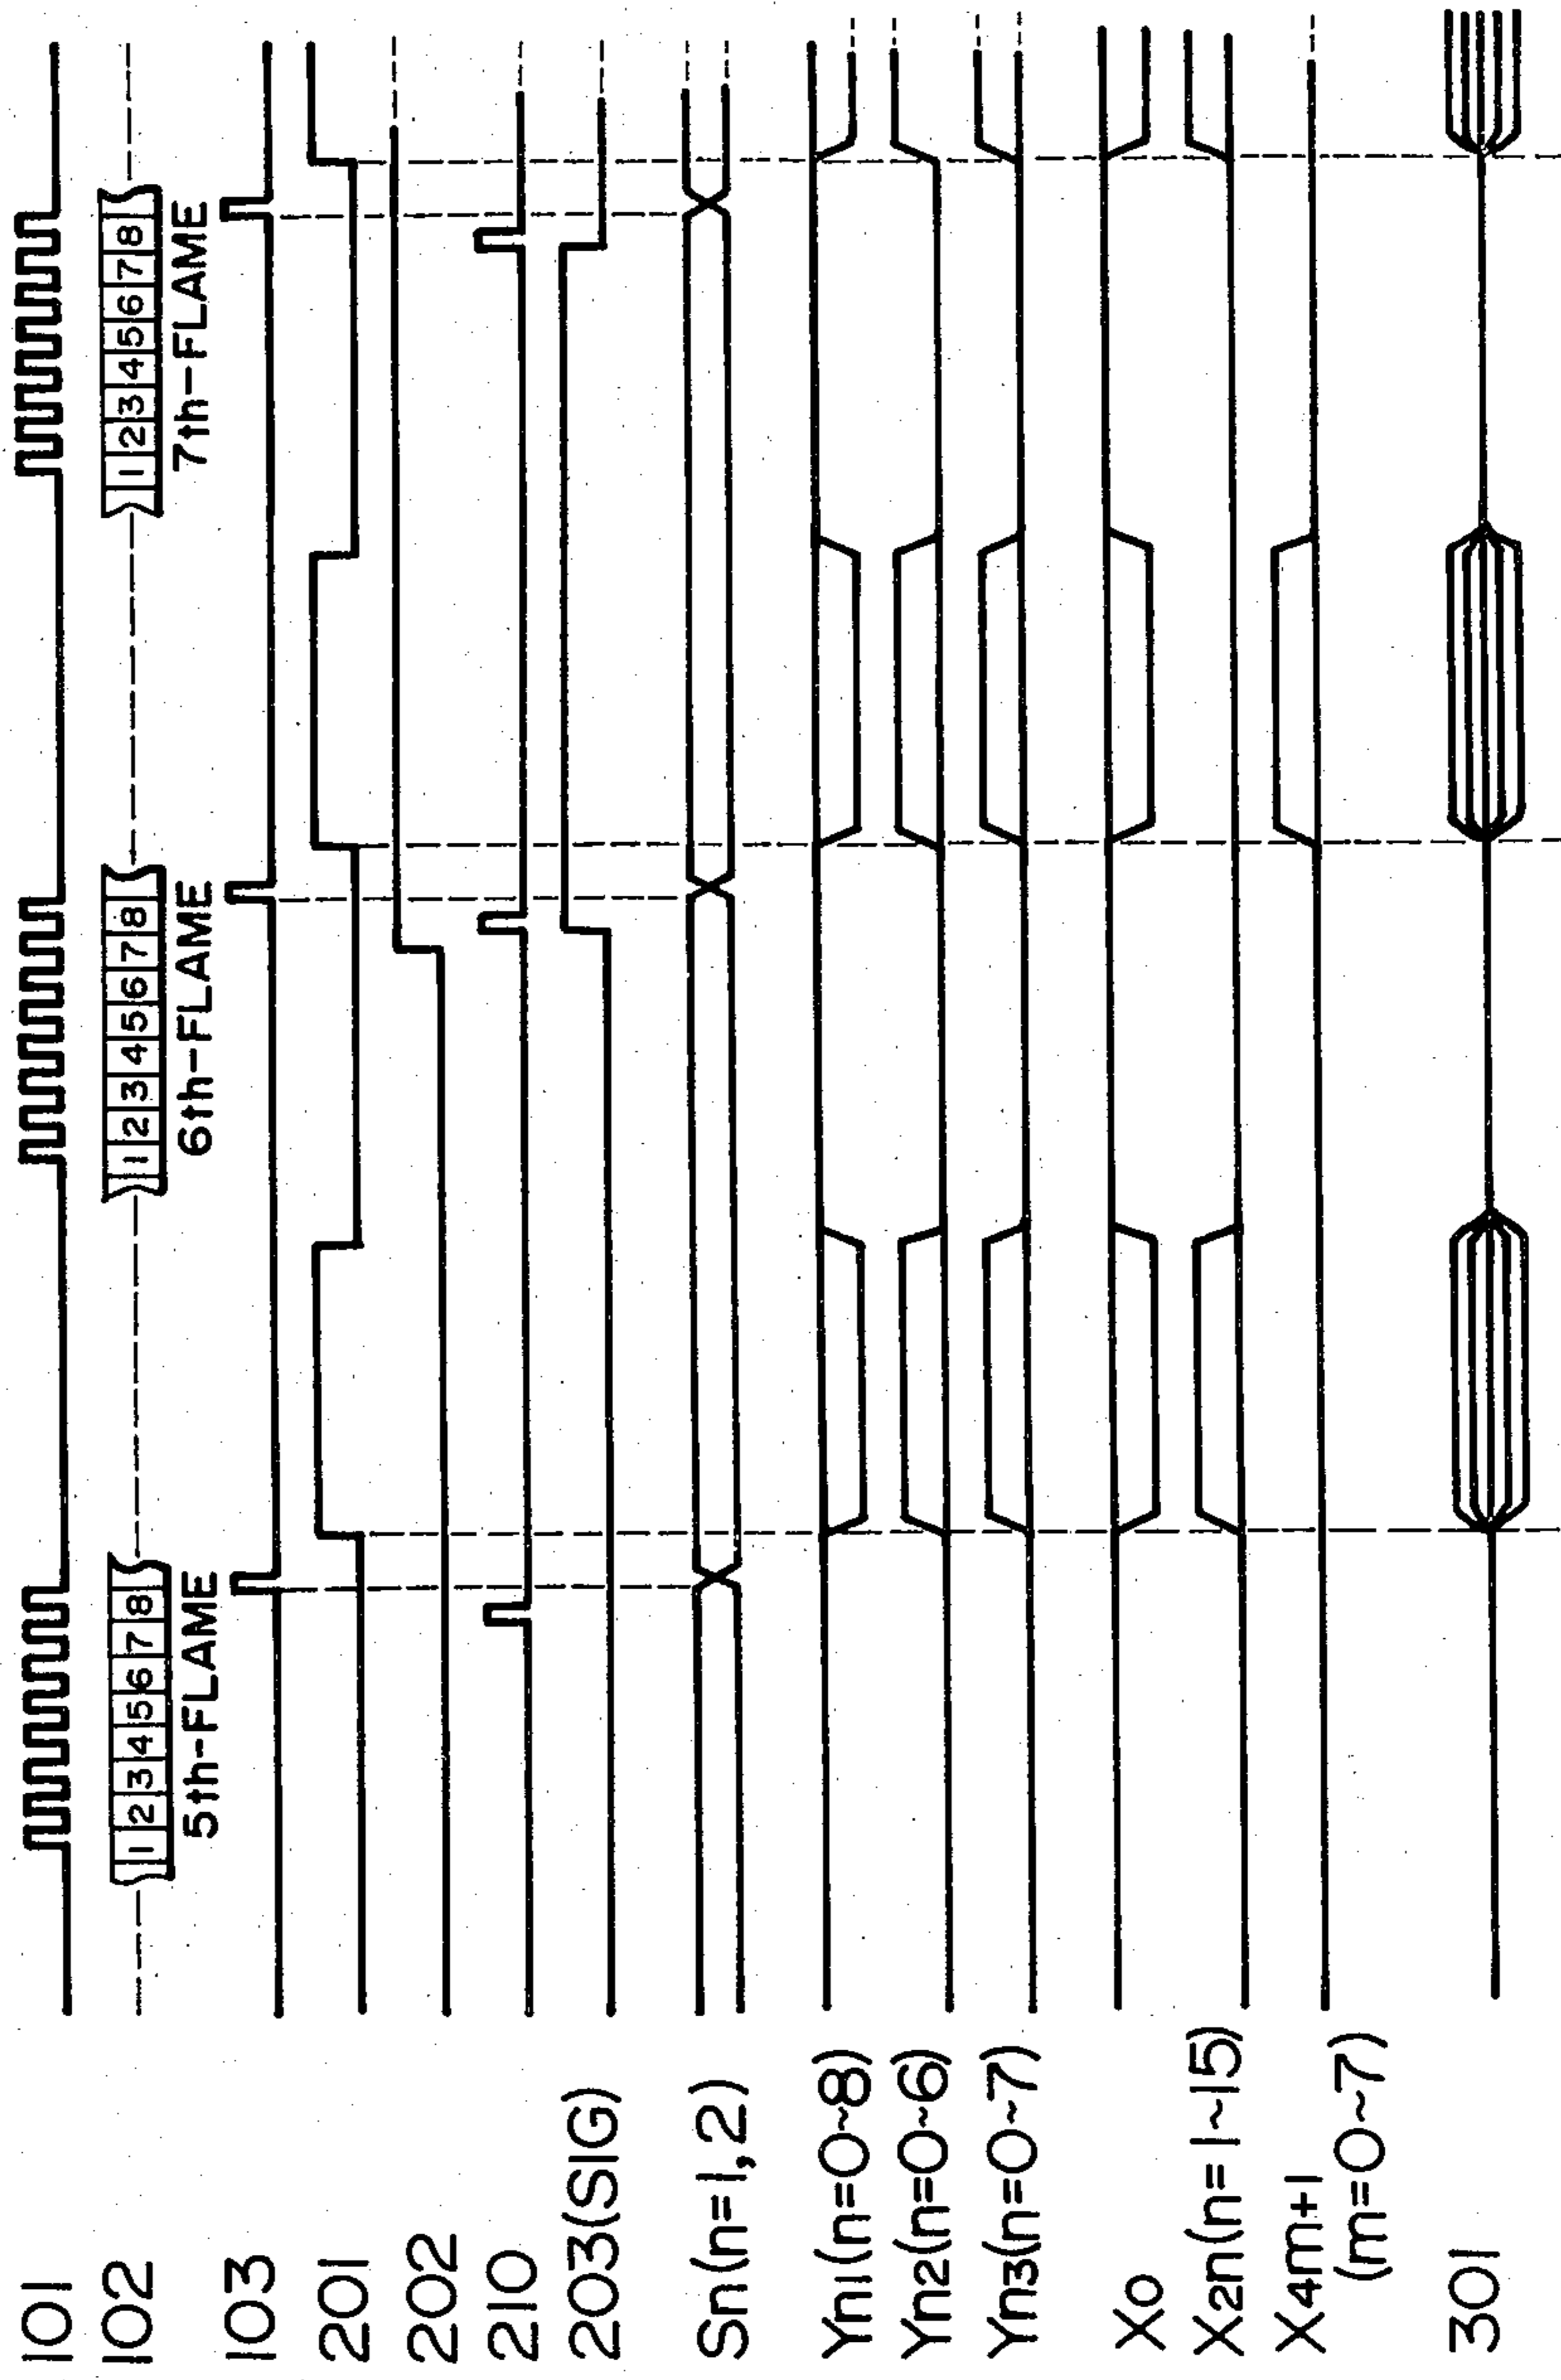 101
102
1 2 3 4 5 6 7 8
1 2 3 4 5 6 7 8
1 2 3 4 5 6 7 8
5th-FLAME
6th-FLAME
7th-FLAME
103
201
202
210
203(SIG)
Sn(n=1,2)
Yn1(n=0~8)
Yn2(n=0~6)
Yn3(n=0~7)
X0
X2n(n=1~15)
X4m+1
(m=0~7)
301